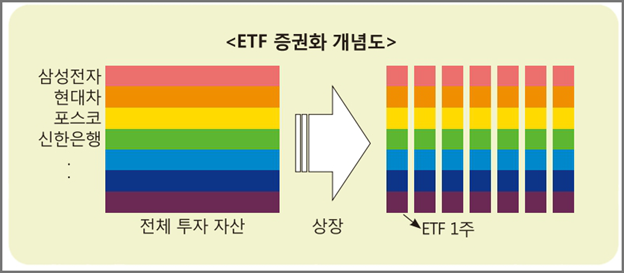 <ETF 증권화 개념도>
삼성전자
현대차
포스코
신한은행
.
.
전체 투자 자산
상장
ETF 1주